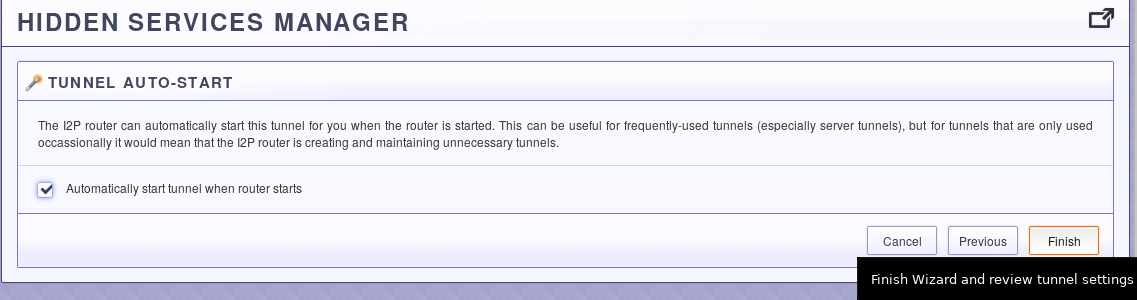 HIDDEN SERVICES MANAGER
TUNNEL AUTO-START
The I2P router can automatically start this tunnel for you when the router is started. This can be useful for frequently-used tunnels (especially server tunnels), but for tunnels that are only used
occassionally it would mean that the I2P router is creating and maintaining unnecessary tunnels.
Automatically start tunnel when router starts
Cancel Previous Finish
Finish Wizard and review tunnel settings